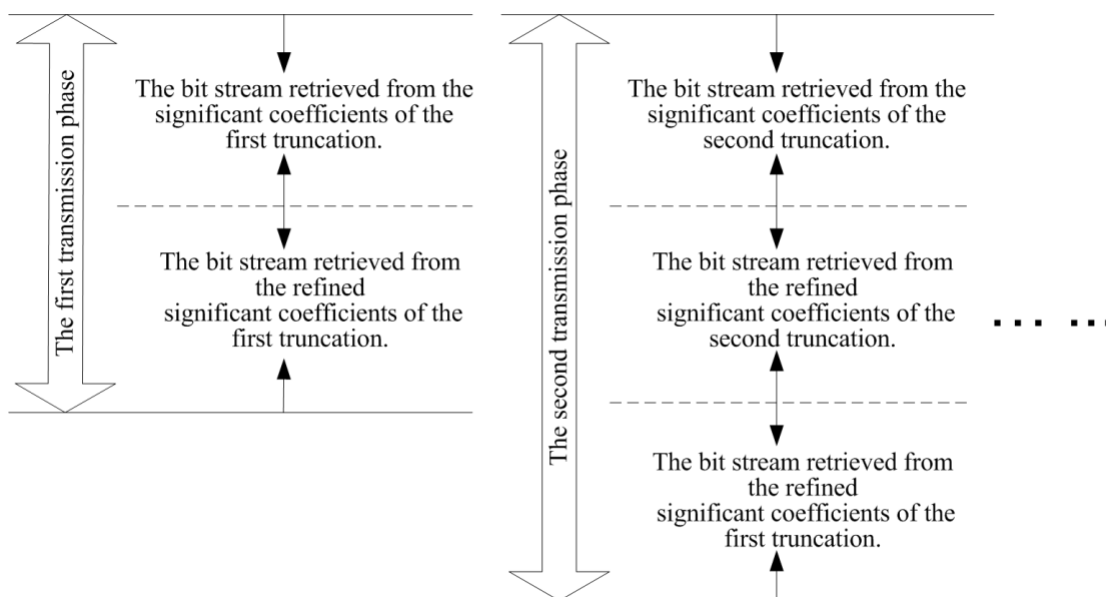 The first transmission phase
The bit stream retrieved from the
significant coefficients of the
first truncation.
The bit stream retrieved from
the refined
significant coefficients of the
first truncation.
The second transmission phase
The bit stream retrieved from the
significant coefficients of the
second truncation.
The bit stream retrieved from
the refined
significant coefficients of the
second truncation.
The bit stream retrieved from
the refined
significant coefficients of the
first truncation.